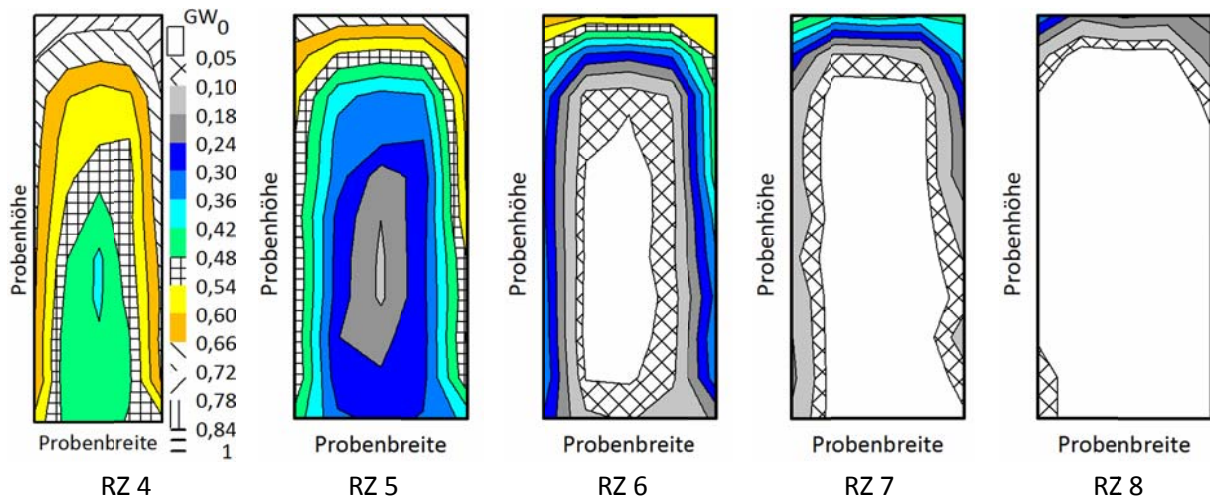 GW
0
0,05
0,10
0,18
0,24
0,30
0,36
0,42
0,48
0,54
0,60
0,66
0,72
0,78
0,84
1
Probenhöhe
Probenhöhe
Probenhöhe
Probenhöhe
Probenhöhe
Probenbreite
Probenbreite
Probenbreite
Probenbreite
Probenbreite
RZ 4
RZ 5
RZ 6
RZ 7
RZ 8